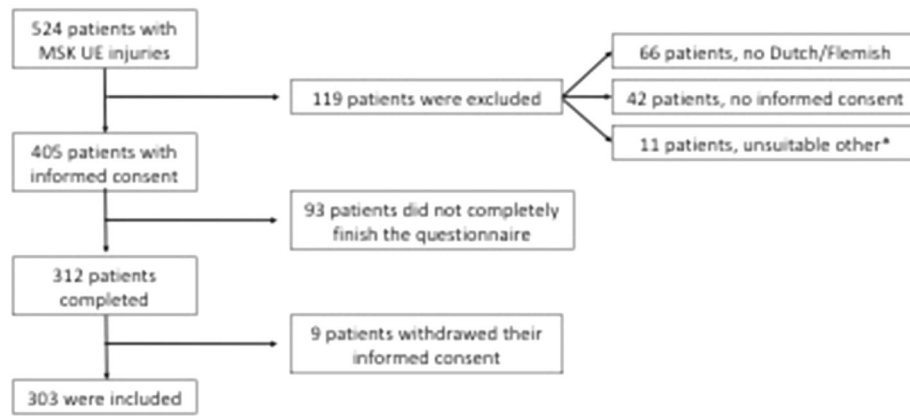 524 patients with
MSK UE injuries
119 patients were excluded
66 patients, no Dutch/Flemish
42 patients, no informed consent
11 patients, unsuitable other*
405 patients with
informed consent
93 patients did not completely
finish the questionnaire
312 patients
completed
9 patients withdrawed their
informed consent
303 were included